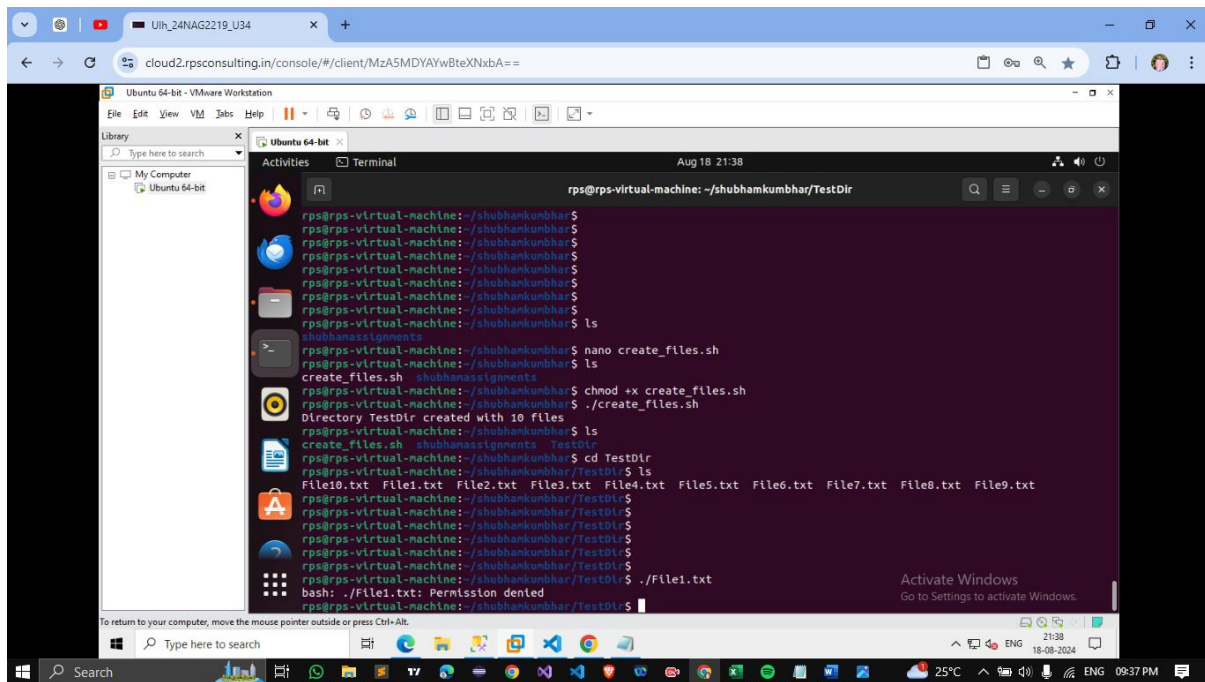 Ulh_24NAG2219_U34
cloud2.rpsconsulting.in/console/#/client/MzA5MDYAYwBteXNxbA==
Ubuntu 64-bit - VMware Workstation
File Edit View VM Tabs Help
Library
Type here to search
My Computer
Ubuntu 64-bit
Ubuntu 64-bit
Activities Terminal Aug 18 21:38
rps@rps-virtual-machine: ~/shubhamkumbhar/TestDir
rps@rps-virtual-machine:~/shubhamkumbhar$
rps@rps-virtual-machine:~/shubhamkumbhar$
rps@rps-virtual-machine:~/shubhamkumbhar$
rps@rps-virtual-machine:~/shubhamkumbhar$
rps@rps-virtual-machine:~/shubhamkumbhar$
rps@rps-virtual-machine:~/shubhamkumbhar$
rps@rps-virtual-machine:~/shubhamkumbhar$
rps@rps-virtual-machine:~/shubhamkumbhar$
rps@rps-virtual-machine:~/shubhamkumbhar$ ls
shubhamassignments
rps@rps-virtual-machine:~/shubhamkumbhar$ nano create_files.sh
rps@rps-virtual-machine:~/shubhamkumbhar$ ls
create_files.sh shubhamassignments
rps@rps-virtual-machine:~/shubhamkumbhar$ chmod +x create_files.sh
rps@rps-virtual-machine:~/shubhamkumbhar$ ./create_files.sh
Directory TestDir created with 10 files
rps@rps-virtual-machine:~/shubhamkumbhar$ ls
create_files.sh shubhamassignments TestDir
rps@rps-virtual-machine:~/shubhamkumbhar$ cd TestDir
rps@rps-virtual-machine:~/shubhamkumbhar/TestDir$ ls
File10.txt File1.txt File2.txt File3.txt File4.txt File5.txt File6.txt File7.txt File8.txt File9.txt
rps@rps-virtual-machine:~/shubhamkumbhar/TestDir$
rps@rps-virtual-machine:~/shubhamkumbhar/TestDir$
rps@rps-virtual-machine:~/shubhamkumbhar/TestDir$
rps@rps-virtual-machine:~/shubhamkumbhar/TestDir$
rps@rps-virtual-machine:~/shubhamkumbhar/TestDir$
rps@rps-virtual-machine:~/shubhamkumbhar/TestDir$
rps@rps-virtual-machine:~/shubhamkumbhar/TestDir$ ./File1.txt
bash: ./File1.txt: Permission denied
rps@rps-virtual-machine:~/shubhamkumbhar/TestDir$
Activate Windows
Go to Settings to activate Windows.
To return to your computer, move the mouse pointer outside or press Ctrl+Alt.
Type here to search
ENG
21:38
18-08-2024
Search
25°C ENG 09:37 PM